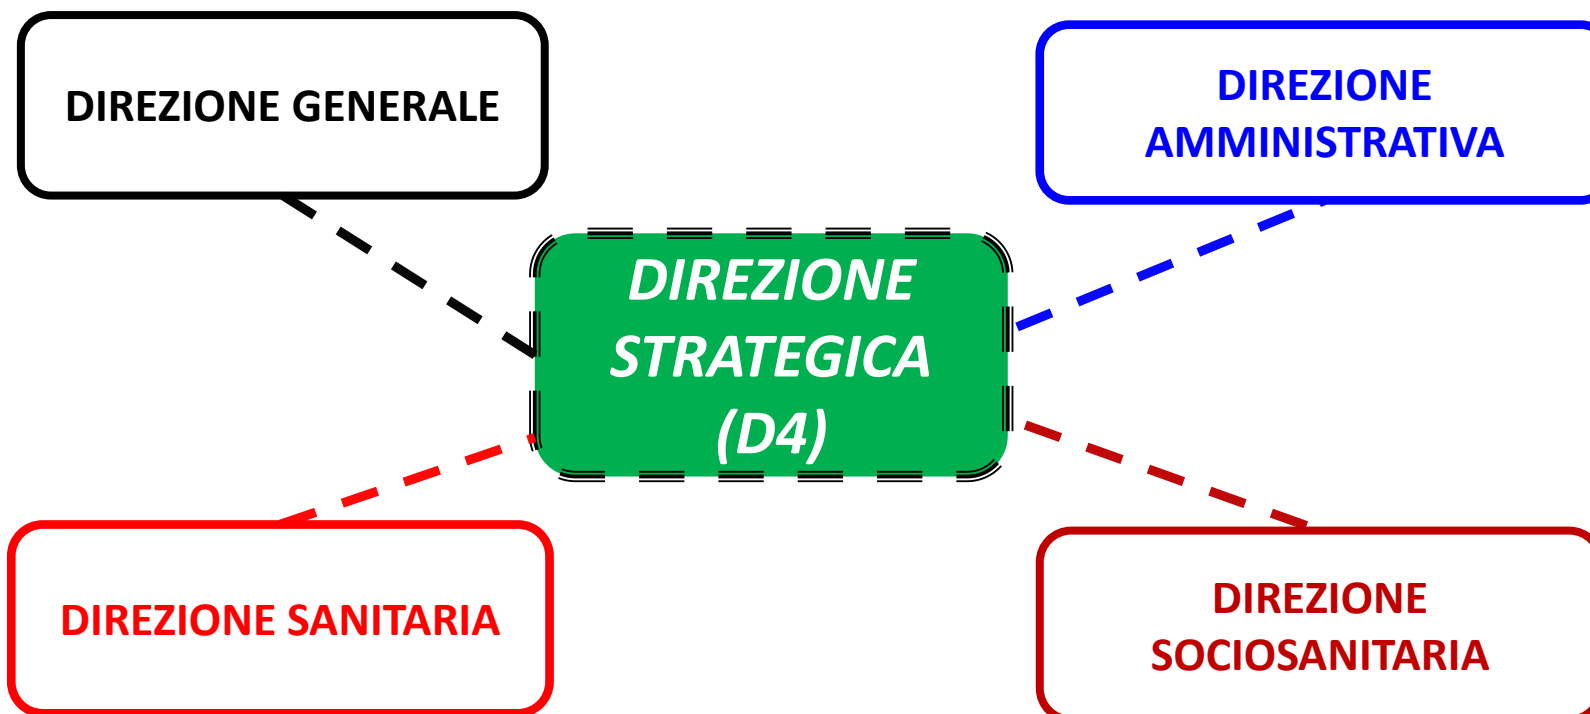 DIREZIONE GENERALE
DIREZIONE
AMMINISTRATIVA
DIREZIONE
STRATEGICA
(D4)
DIREZIONE SANITARIA
DIREZIONE
SOCIOSANITARIA